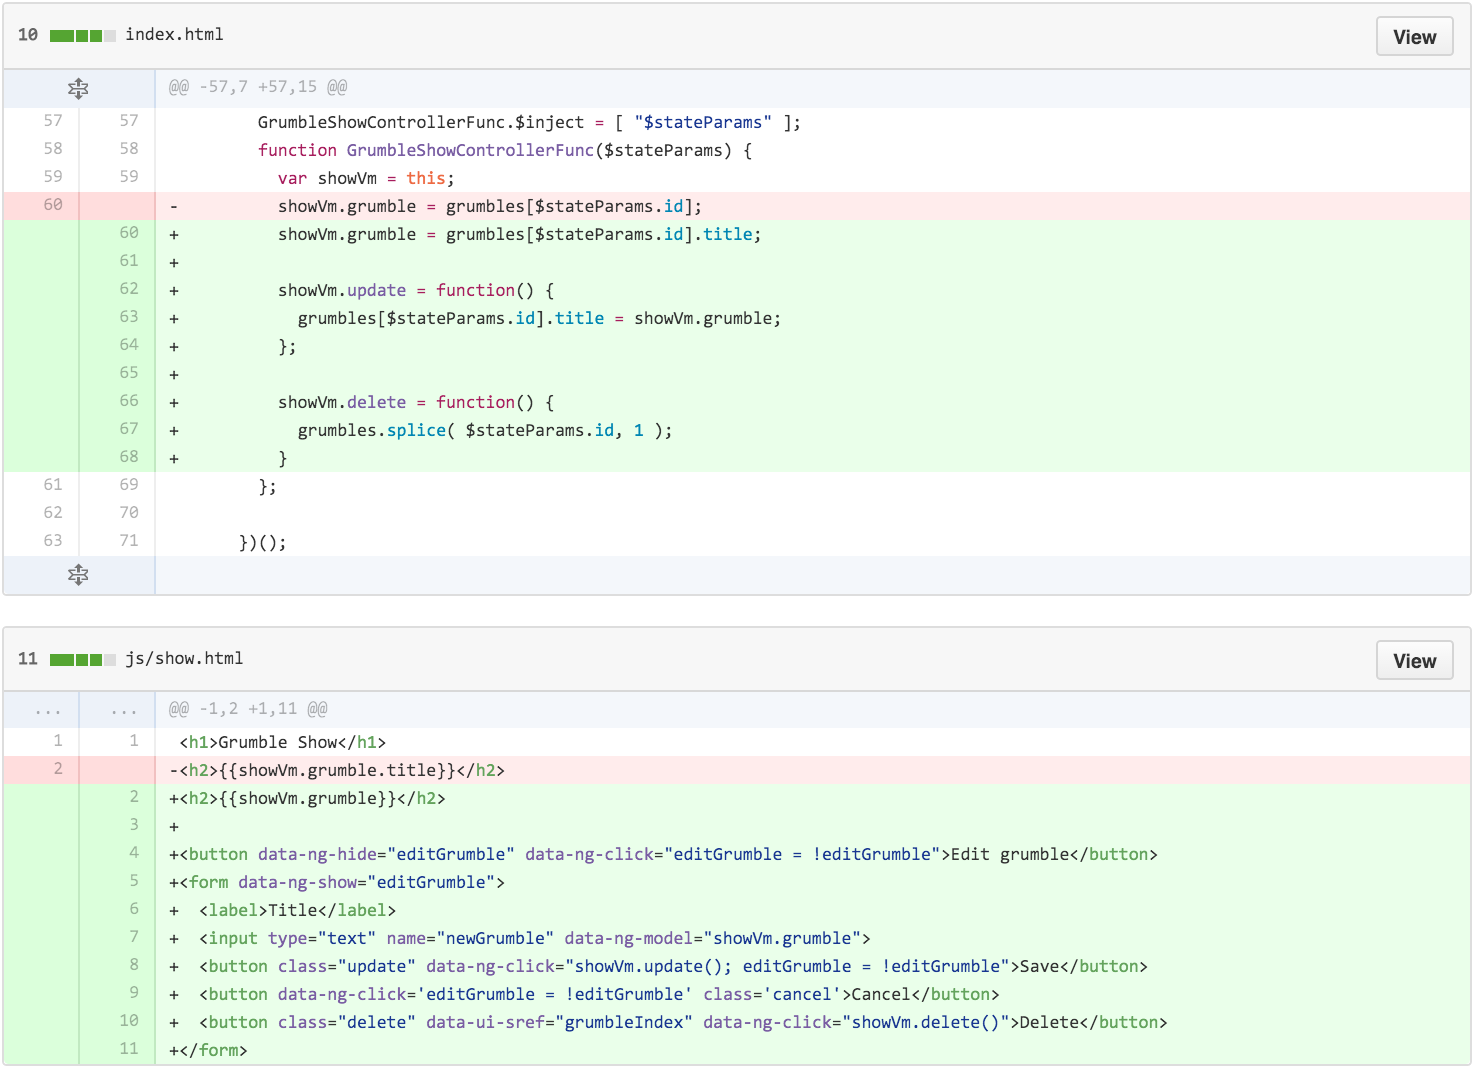 10 index.html View
@@ -57,7 +57,15 @@
57 57 GrumbleShowControllerFunc.$inject = [ "$stateParams" ];
58 58 function GrumbleShowControllerFunc($stateParams) {
59 59 var showVm = this;
60 - showVm.grumble = grumbles[$stateParams.id];
60 + showVm.grumble = grumbles[$stateParams.id].title;
61 +
62 + showVm.update = function() {
63 + grumbles[$stateParams.id].title = showVm.grumble;
64 + };
65 +
66 + showVm.delete = function() {
67 + grumbles.splice( $stateParams.id, 1 );
68 + }
61 69 };
62 70
63 71 })();
11 js/show.html View
... ... @@ -1,2 +1,11 @@
1 1 <h1>Grumble Show</h1>
2 -<h2>{{showVm.grumble.title}}</h2>
2 +<h2>{{showVm.grumble}}</h2>
3 +
4 +<button data-ng-hide="editGrumble" data-ng-click="editGrumble = !editGrumble">Edit grumble</button>
5 +<form data-ng-show="editGrumble">
6 + <label>Title</label>
7 + <input type="text" name="newGrumble" data-ng-model="showVm.grumble">
8 + <button class="update" data-ng-click="showVm.update(); editGrumble = !editGrumble">Save</button>
9 + <button data-ng-click='editGrumble = !editGrumble' class='cancel'>Cancel</button>
10 + <button class="delete" data-ui-sref="grumbleIndex" data-ng-click="showVm.delete()">Delete</button>
11 +</form>